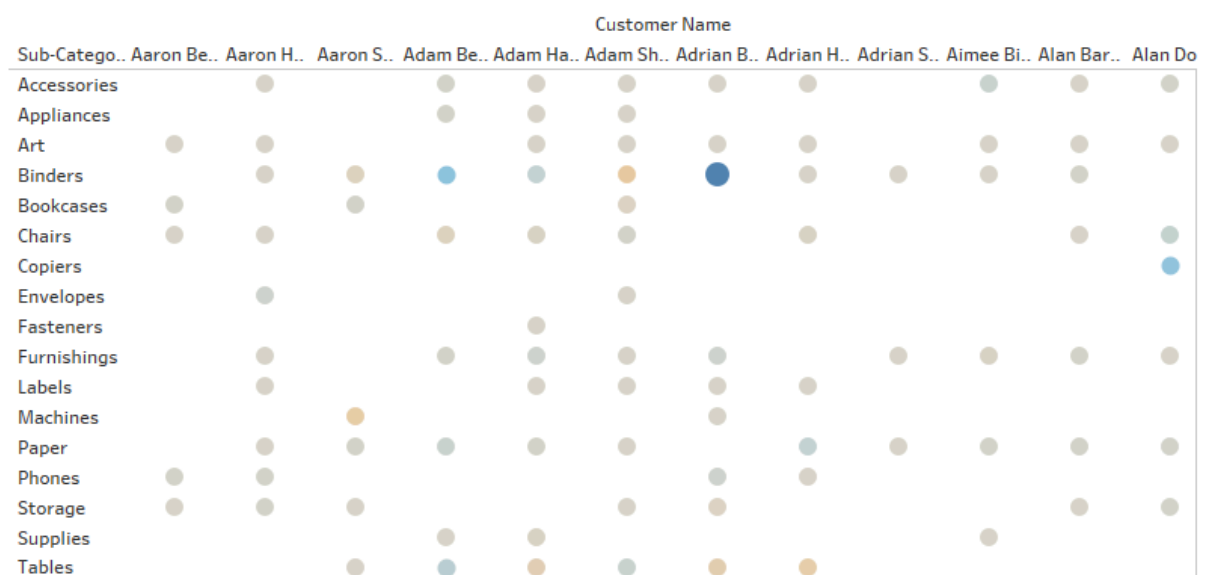 Customer Name
Sub-Catego.. Aaron Be.. Aaron H.. Aaron S.. Adam Be.. Adam Ha.. Adam Sh.. Adrian B.. Adrian H.. Adrian S.. Aimee Bi.. Alan Bar.. Alan Do
Accessories
Appliances
Art
Binders
Bookcases
Chairs
Copiers
Envelopes
Fasteners
Furnishings
Labels
Machines
Paper
Phones
Storage
Supplies
Tables